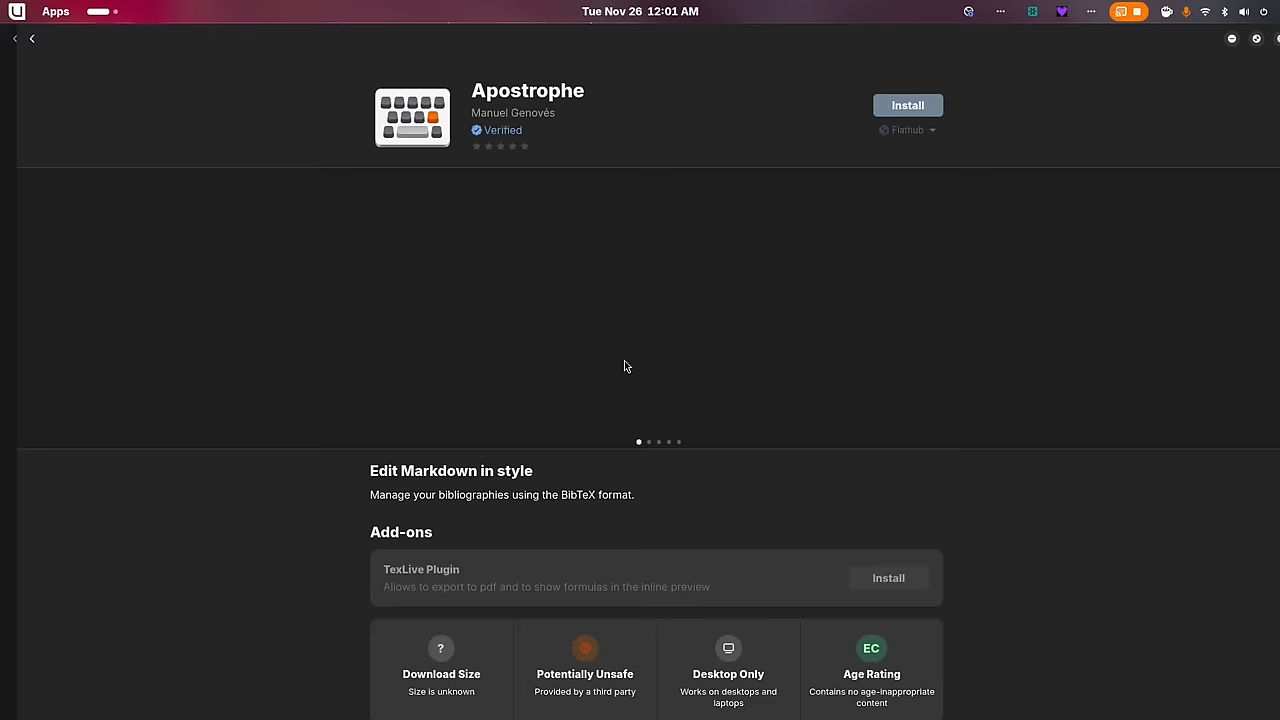 Apps
Tue Nov 26 12:01 AM
Apostrophe
Manuel Genovés
Verified
Install
Flathub
Edit Markdown in style
Manage your bibliographies using the BibTeX format.
Add-ons
TexLive Plugin
Allows to export to pdf and to show formulas in the inline preview
Install
?
Download Size
Size is unknown
Potentially Unsafe
Provided by a third party
Desktop Only
Works on desktops and
laptops
EC
Age Rating
Contains no age-inappropriate
content